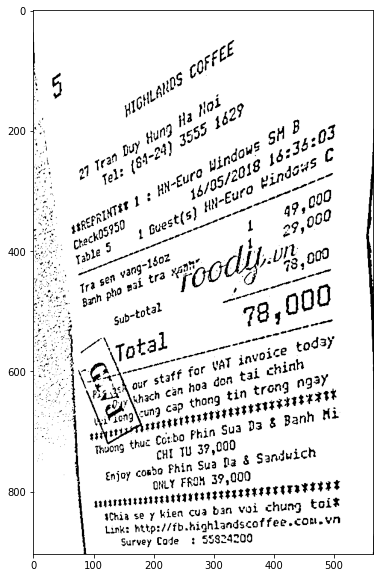 5
HIGHLANDS COFFEE
27 Tran Duy Hung Ha Noi
Tel: (84-24) 3555 1629
**REPRINT** 1 : HN-Euro Windows SM B
Check05950 16/05/2018 16:36:03
Table 5 1 Guest(s) HN-Euro Windows C
Tra sen vang-16oz 1 49,000
Banh pho mai tra xanh 1 29,000
foody.vn
Sub-total 78,000
Total 78,000
our staff for VAT invoice today
khach can hoa don tai chinh
long cung cap thong tin trong ngay
Thuong thuc Combo Phin Sua Da & Banh Mi
CHI TU 39,000
Enjoy combo Phin Sua Da & Sandwich
ONLY FROM 39,000
*Chia se y kien cua ban voi chung toi*
Link: http://fb.highlandscoffee.com.vn
Survey Code : 55824200
0
200
400
600
800
0 100 200 300 400 500